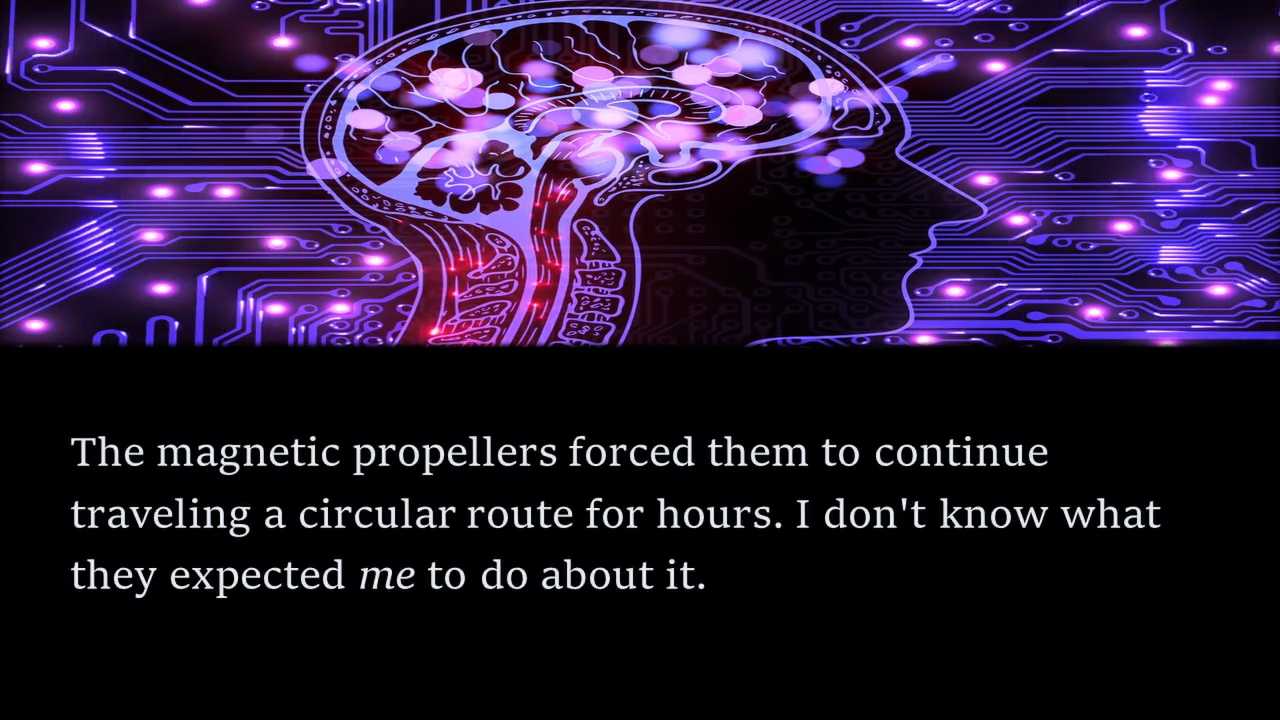 The magnetic propellers forced them to continue
traveling a circular route for hours. I don't know what
they expected me to do about it.